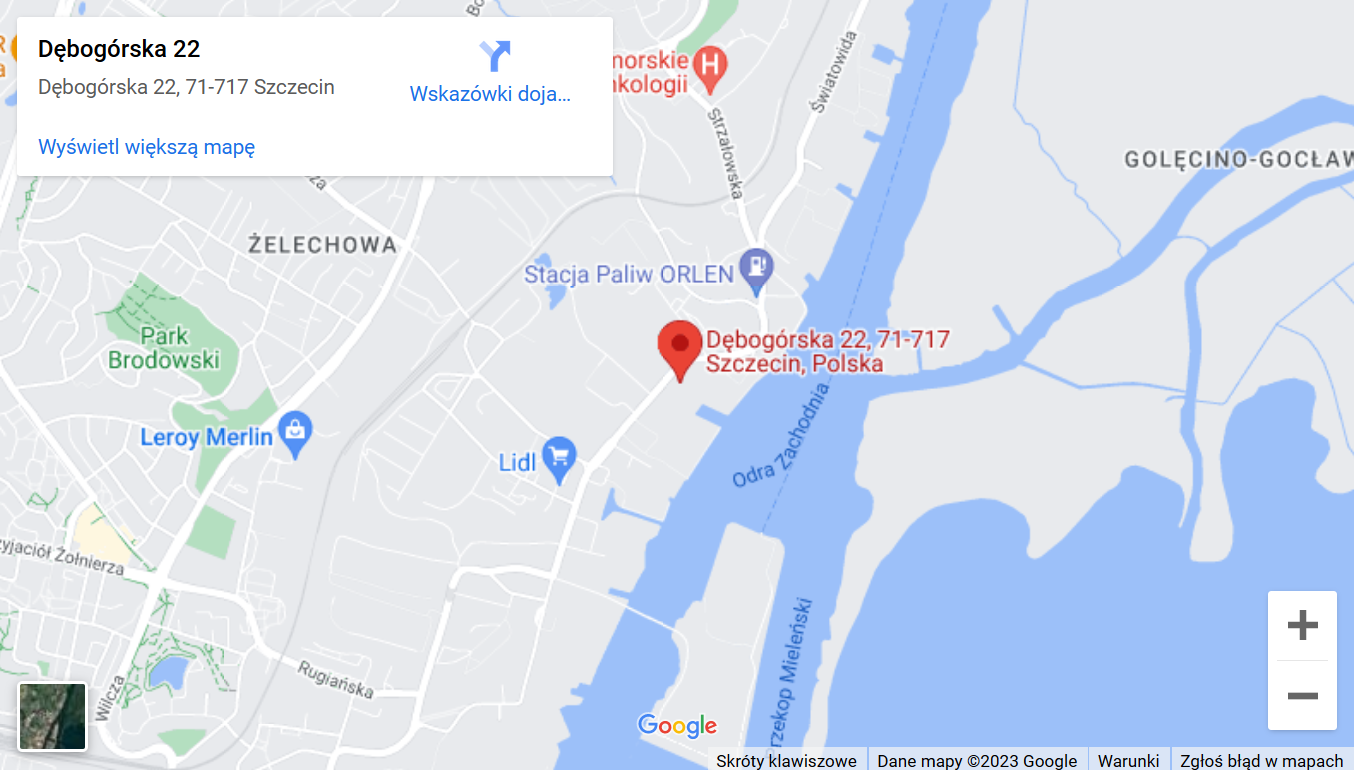 Dębogórska 22
Dębogórska 22, 71-717 Szczecin
Wskazówki doja...
Wyświetl większą mapę
morskie
nkologii
H
Światowida
Strzałowska
GOLĘCINO-GOCŁAW
ŻELECHOWA
Stacja Paliw ORLEN
Park
Brodowski
Dębogórska 22, 71-717
Szczecin, Polska
Leroy Merlin
Lidl
Odra Zachodnia
yjaciół Żołnierza
Rugiańska
Wilcza
rzekop Mieleński
Google
Skróty klawiszowe
Dane mapy ©2023 Google
Warunki
Zgłoś błąd w mapach